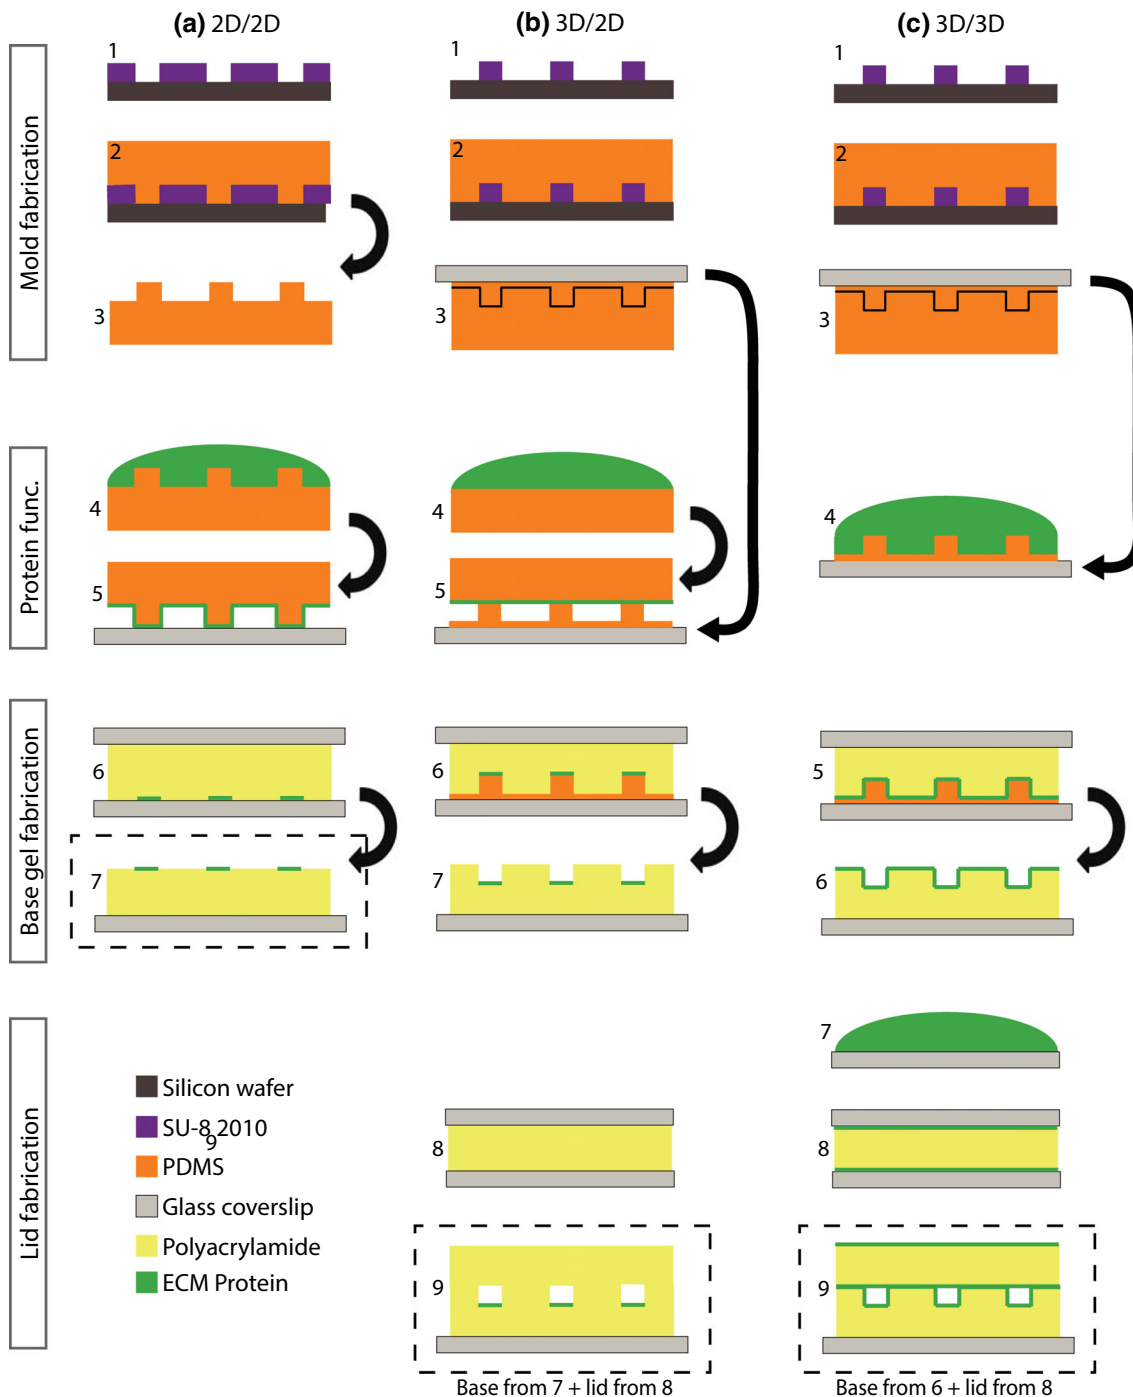 (a) 2D/2D
(b) 3D/2D
(c) 3D/3D
Mold fabrication
1
2
3
1
2
3
1
2
3
Protein func.
4
5
4
5
4
Base gel fabrication
6
7
6
7
5
6
Lid fabrication
Silicon wafer
SU-8 2010
9
PDMS
Glass coverslip
Polyacrylamide
ECM Protein
8
9
Base from 7 + lid from 8
7
8
9
Base from 6 + lid from 8